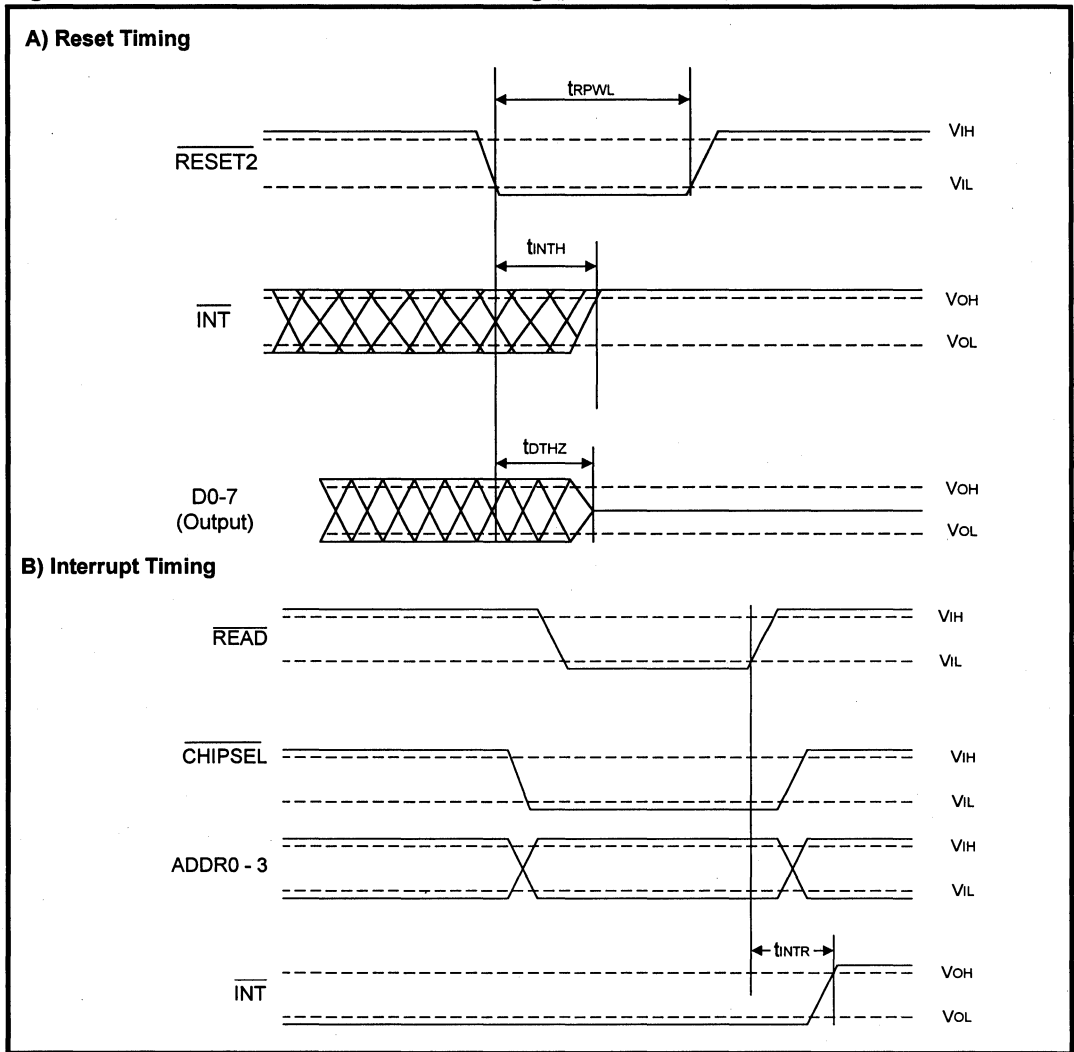 A) Reset Timing
tRPWL
RESET2
VIH
VIL
tINTH
INT
VOH
VOL
tDTHZ
D0-7
(Output)
VOH
VOL
B) Interrupt Timing
READ
VIH
VIL
CHIPSEL
VIH
VIL
ADDR0 - 3
VIH
VIL
tINTR
INT
VOH
VOL